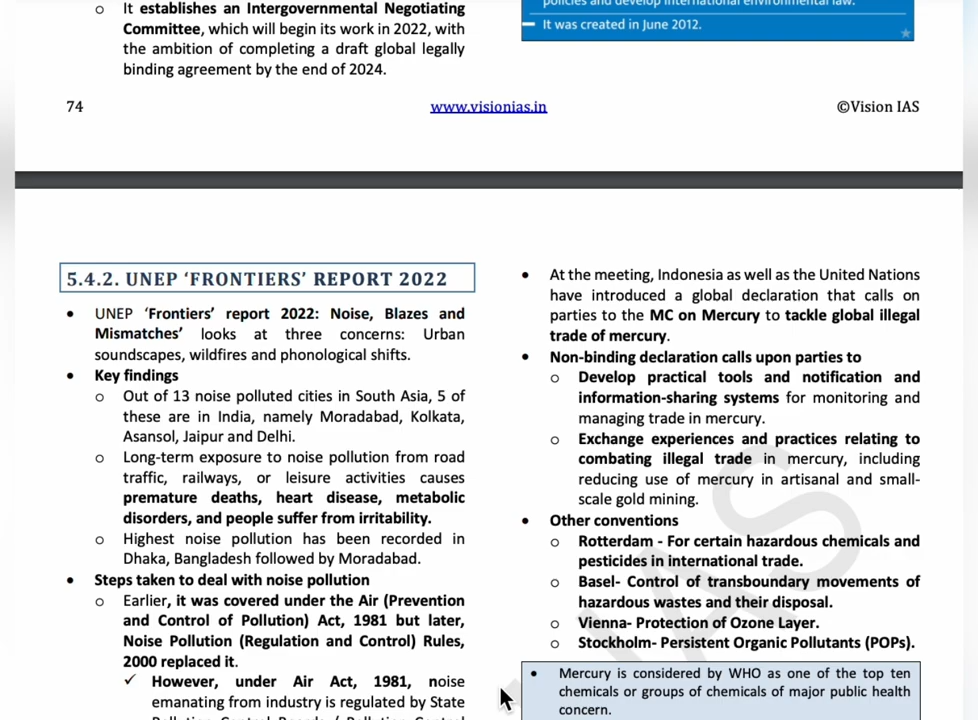 o It establishes an Intergovernmental Negotiating
Committee, which will begin its work in 2022, with
the ambition of completing a draft global legally
binding agreement by the end of 2024.
policies and develop international environmental law.
It was created in June 2012.
74
www.visionias.in
©Vision IAS
5.4.2. UNEP ‘FRONTIERS’ REPORT 2022
• UNEP ‘Frontiers’ report 2022: Noise, Blazes and
Mismatches’ looks at three concerns: Urban
soundscapes, wildfires and phonological shifts.
• Key findings
o Out of 13 noise polluted cities in South Asia, 5 of
these are in India, namely Moradabad, Kolkata,
Asansol, Jaipur and Delhi.
o Long-term exposure to noise pollution from road
traffic, railways, or leisure activities causes
premature deaths, heart disease, metabolic
disorders, and people suffer from irritability.
o Highest noise pollution has been recorded in
Dhaka, Bangladesh followed by Moradabad.
• Steps taken to deal with noise pollution
o Earlier, it was covered under the Air (Prevention
and Control of Pollution) Act, 1981 but later,
Noise Pollution (Regulation and Control) Rules,
2000 replaced it.
✓ However, under Air Act, 1981, noise
emanating from industry is regulated by State
Pollution Control Boards / Pollution Control
• At the meeting, Indonesia as well as the United Nations
have introduced a global declaration that calls on
parties to the MC on Mercury to tackle global illegal
trade of mercury.
• Non-binding declaration calls upon parties to
o Develop practical tools and notification and
information-sharing systems for monitoring and
managing trade in mercury.
o Exchange experiences and practices relating to
combating illegal trade in mercury, including
reducing use of mercury in artisanal and small-
scale gold mining.
• Other conventions
o Rotterdam - For certain hazardous chemicals and
pesticides in international trade.
o Basel- Control of transboundary movements of
hazardous wastes and their disposal.
o Vienna- Protection of Ozone Layer.
o Stockholm- Persistent Organic Pollutants (POPs).
• Mercury is considered by WHO as one of the top ten
chemicals or groups of chemicals of major public health
concern.
IAS